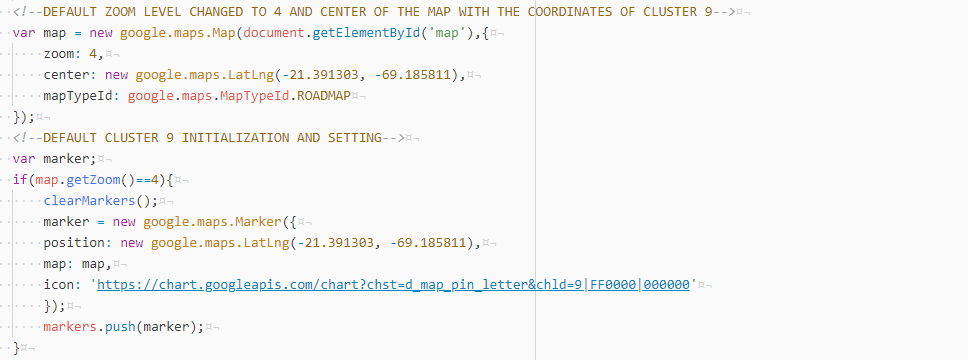 <!--DEFAULT ZOOM LEVEL CHANGED TO 4 AND CENTER OF THE MAP WITH THE COORDINATES OF CLUSTER 9-->¤¬
var map = new google.maps.Map(document.getElementById('map'),{¤¬
zoom: 4,¤¬
center: new google.maps.LatLng(-21.391303, -69.185811),¤¬
mapTypeId: google.maps.MapTypeId.ROADMAP¤¬
});¤¬
<!--DEFAULT CLUSTER 9 INITIALIZATION AND SETTING-->¤¬
var marker;¤¬
if(map.getZoom()==4){¤¬
clearMarkers();¤¬
marker = new google.maps.Marker({¤¬
position: new google.maps.LatLng(-21.391303, -69.185811),¤¬
map: map,¤¬
icon: 'https://chart.googleapis.com/chart?chst=d_map_pin_letter&chld=9|FF0000|000000'¤¬
});¤¬
markers.push(marker);¤¬
}¤¬